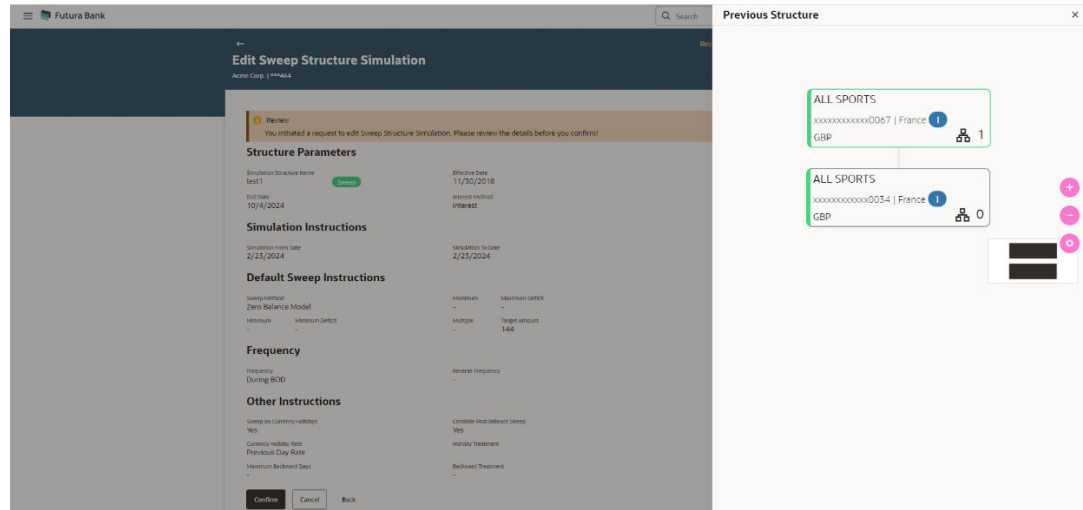 Futura Bank
Search
Previous Structure
Rev
Edit Sweep Structure Simulation
Acme Corp. | ***464
Review
You initiated a request to edit Sweep Structure Simulation. Please review the details before you confirm!
Structure Parameters
Simulation Structure Name
Effective Date
test1
Sweep
11/30/2018
End Date
Interest Method
10/4/2024
Interest
Simulation Instructions
Simulation From Date
Simulation To Date
2/23/2024
2/23/2024
Default Sweep Instructions
Sweep Method
Maximum
Maximum Deficit
Zero Balance Model
-
-
Minimum
Minimum Deficit
Multiple
Target Amount
-
-
-
144
Frequency
Frequency
Reverse Frequency
During BOD
-
Other Instructions
Sweep on Currency Holidays
Consider Post Balance Sweep
Yes
Yes
Currency Holiday Rate
Holiday Treatment
Previous Day Rate
Maximum Backward Days
Backward Treatment
-
-
Confirm
Cancel
Back
ALL SPORTS
xxxxxxxxxxxx0067 | France I
GBP
1
ALL SPORTS
xxxxxxxxxxxx0034 | France I
GBP
0